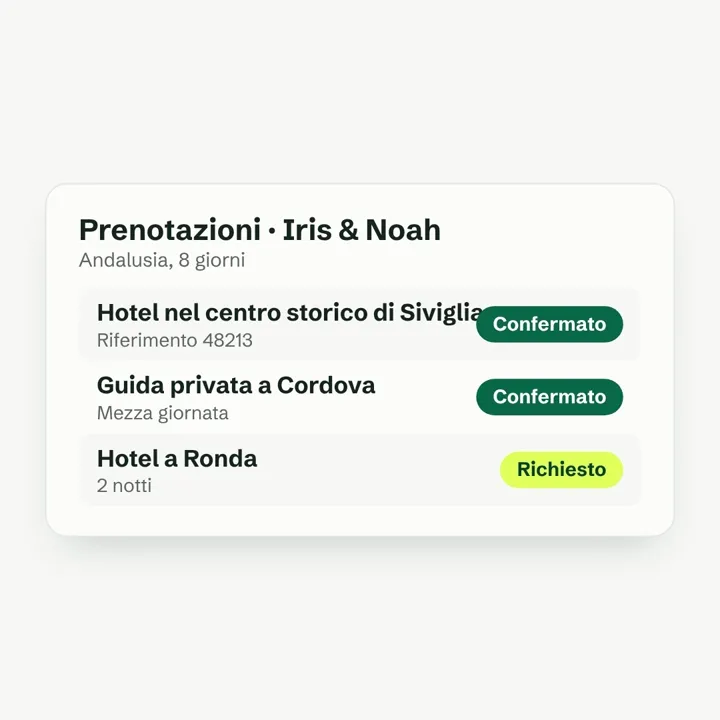 Prenotazioni · Iris & Noah
Andalusia, 8 giorni
Hotel nel centro storico di Siviglia
Confermato
Riferimento 48213
Guida privata a Cordova
Confermato
Mezza giornata
Hotel a Ronda
Richiesto
2 notti